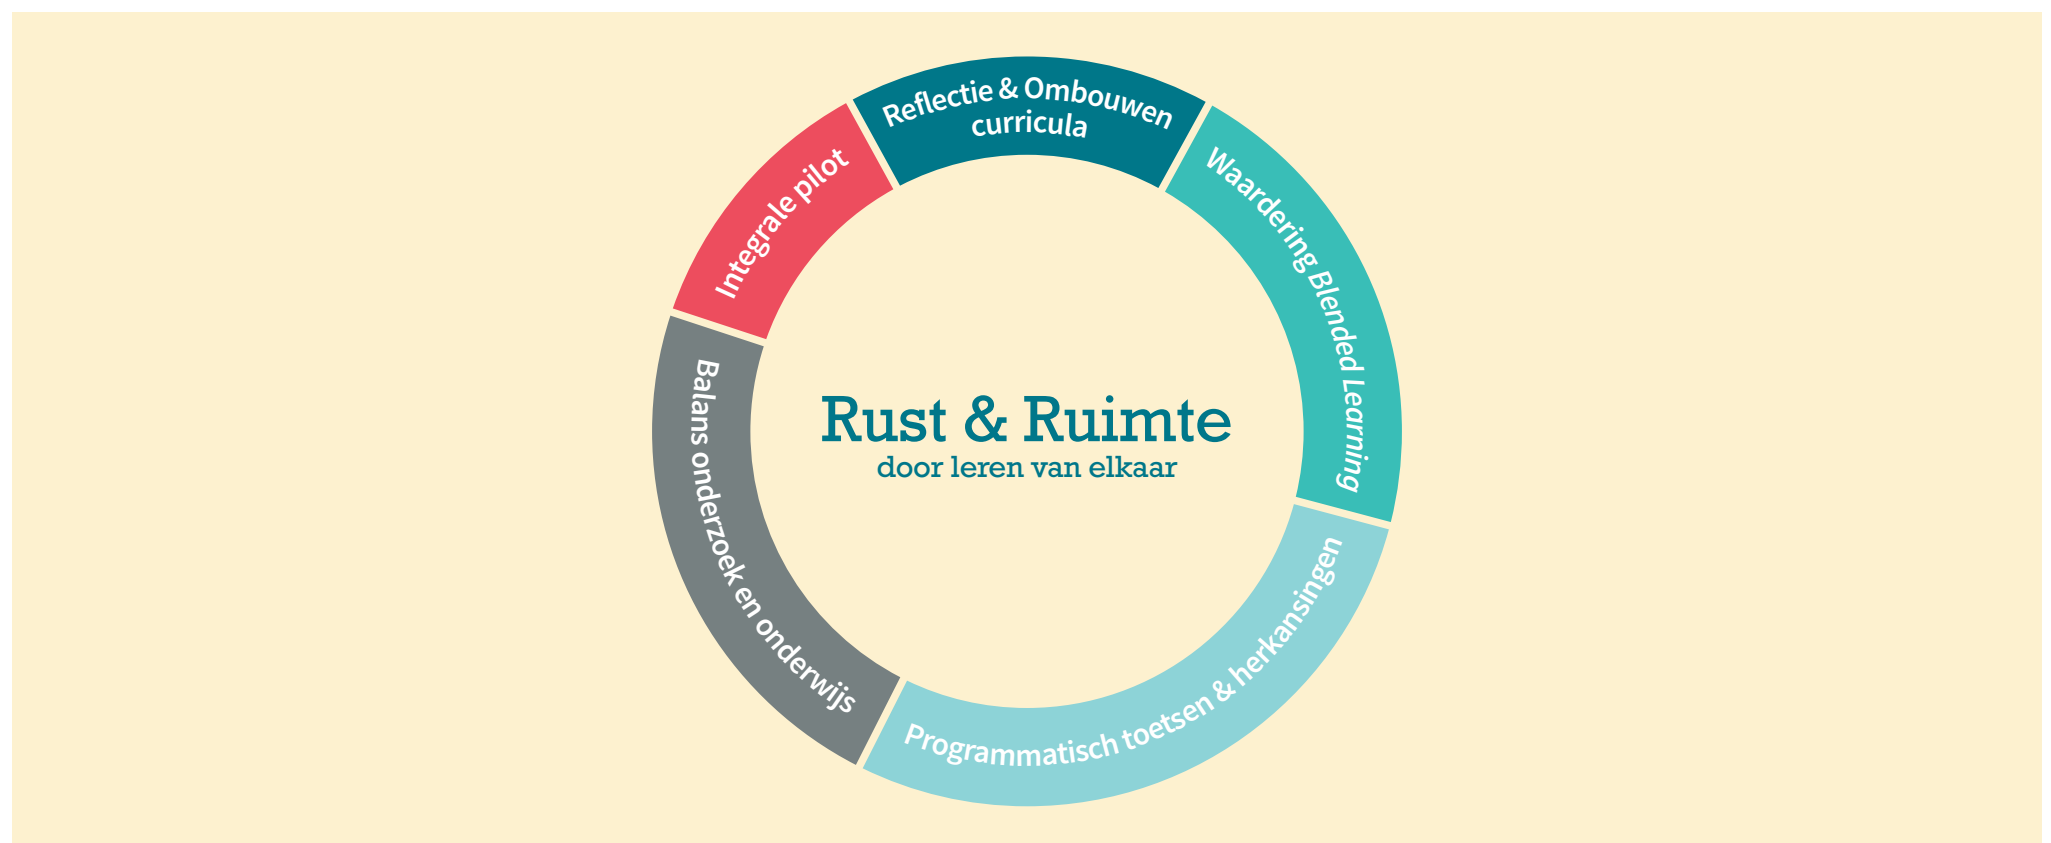 Reflectie & Ombouwen
curricula
Waardering Blended Learning
Programmatisch toetsen & herkansingen
Balans onderzoek en onderwijs
Integrale pilot
Rust & Ruimte
door leren van elkaar